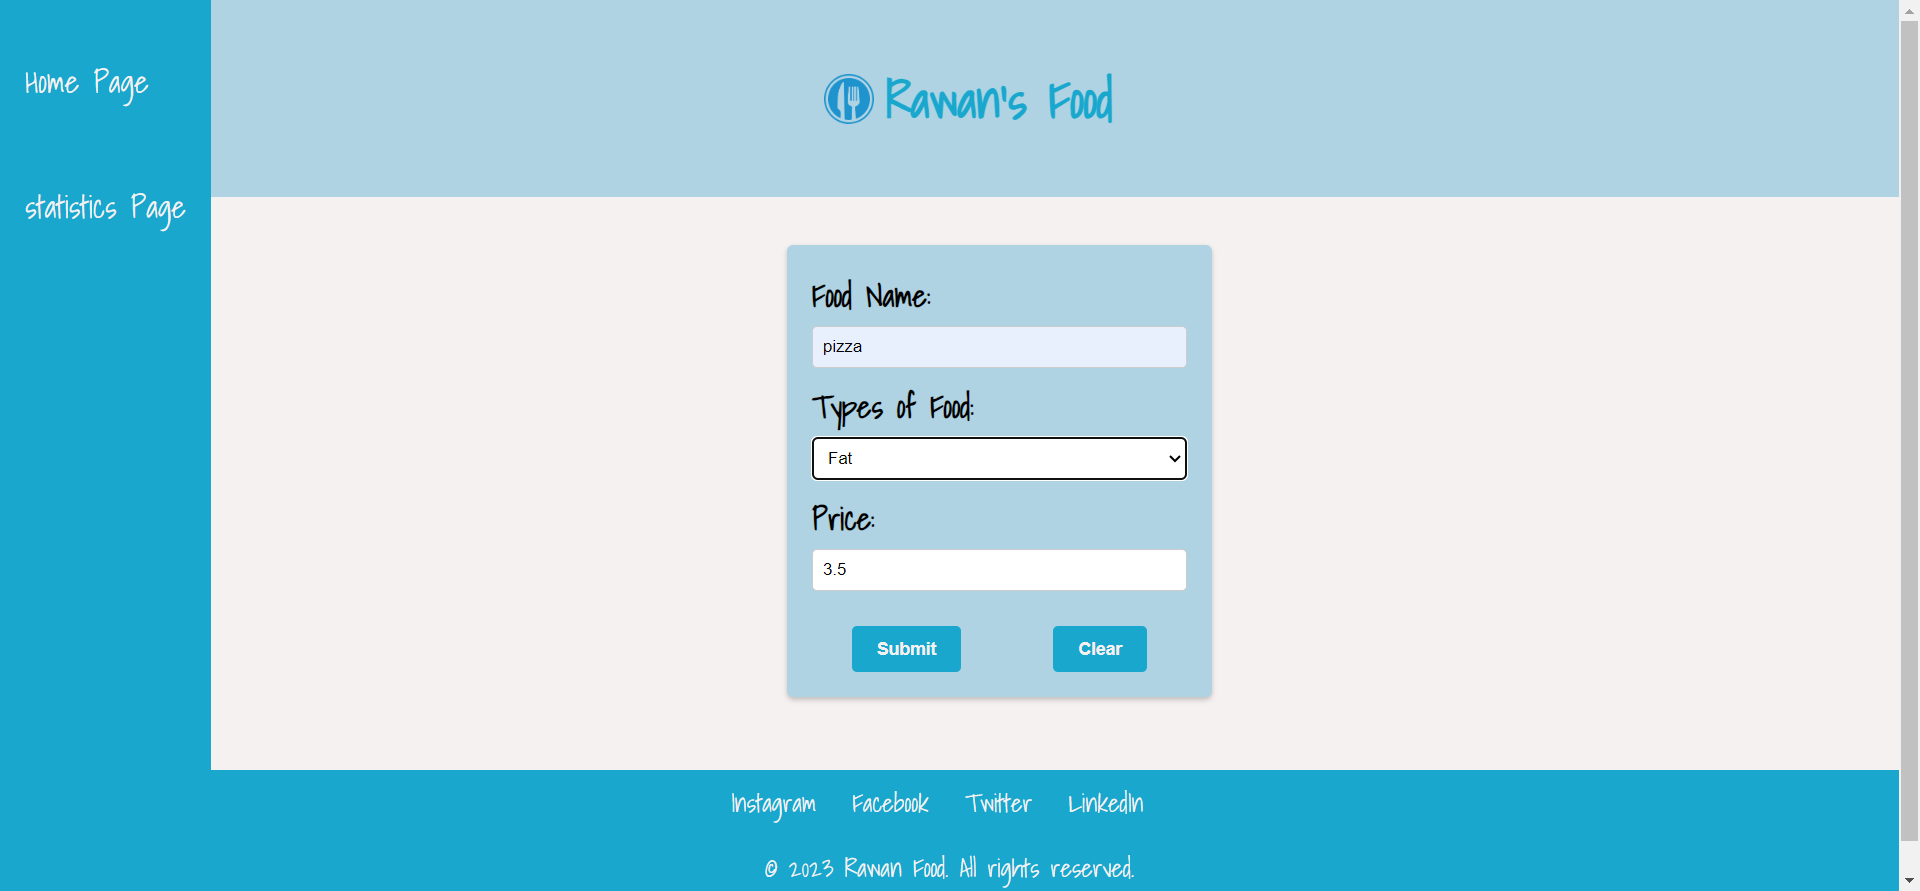 Home Page
statistics Page
Rawan's Food
Food Name:
pizza
Types of Food:
Fat
Price:
3.5
Submit Clear
Instagram Facebook Twitter LinkedIn
© 2023 Rawan Food. All rights reserved.